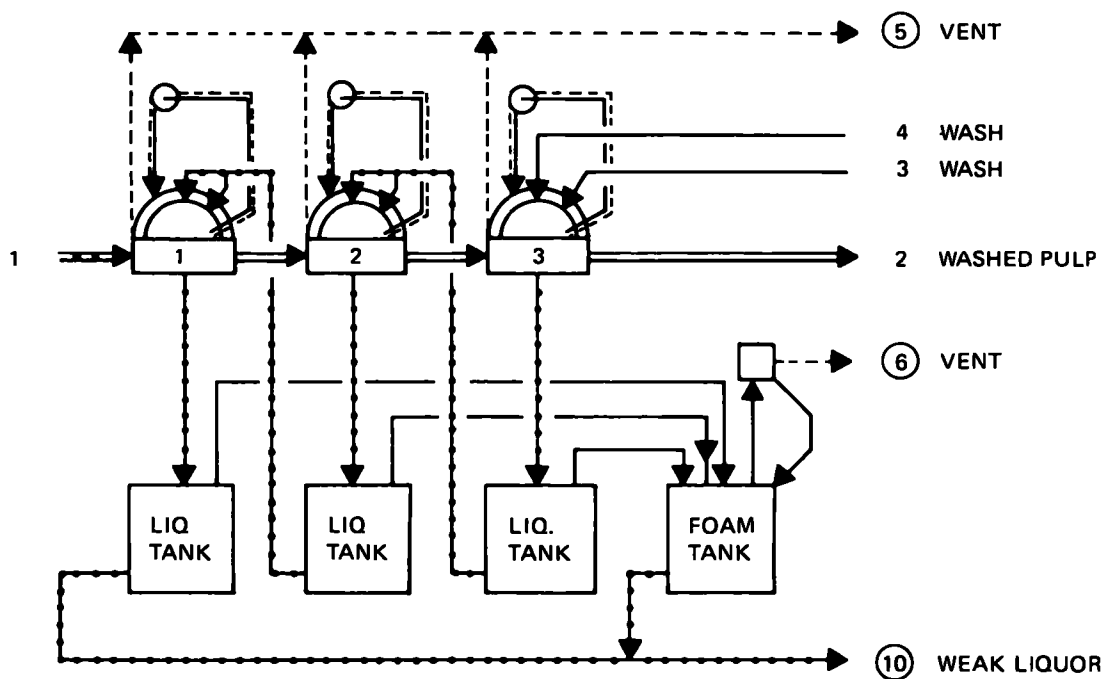 5 VENT
4 WASH
3 WASH
1
1
2
3
2 WASHED PULP
6 VENT
LIQ
TANK
LIQ
TANK
LIQ.
TANK
FOAM
TANK
10 WEAK LIQUOR